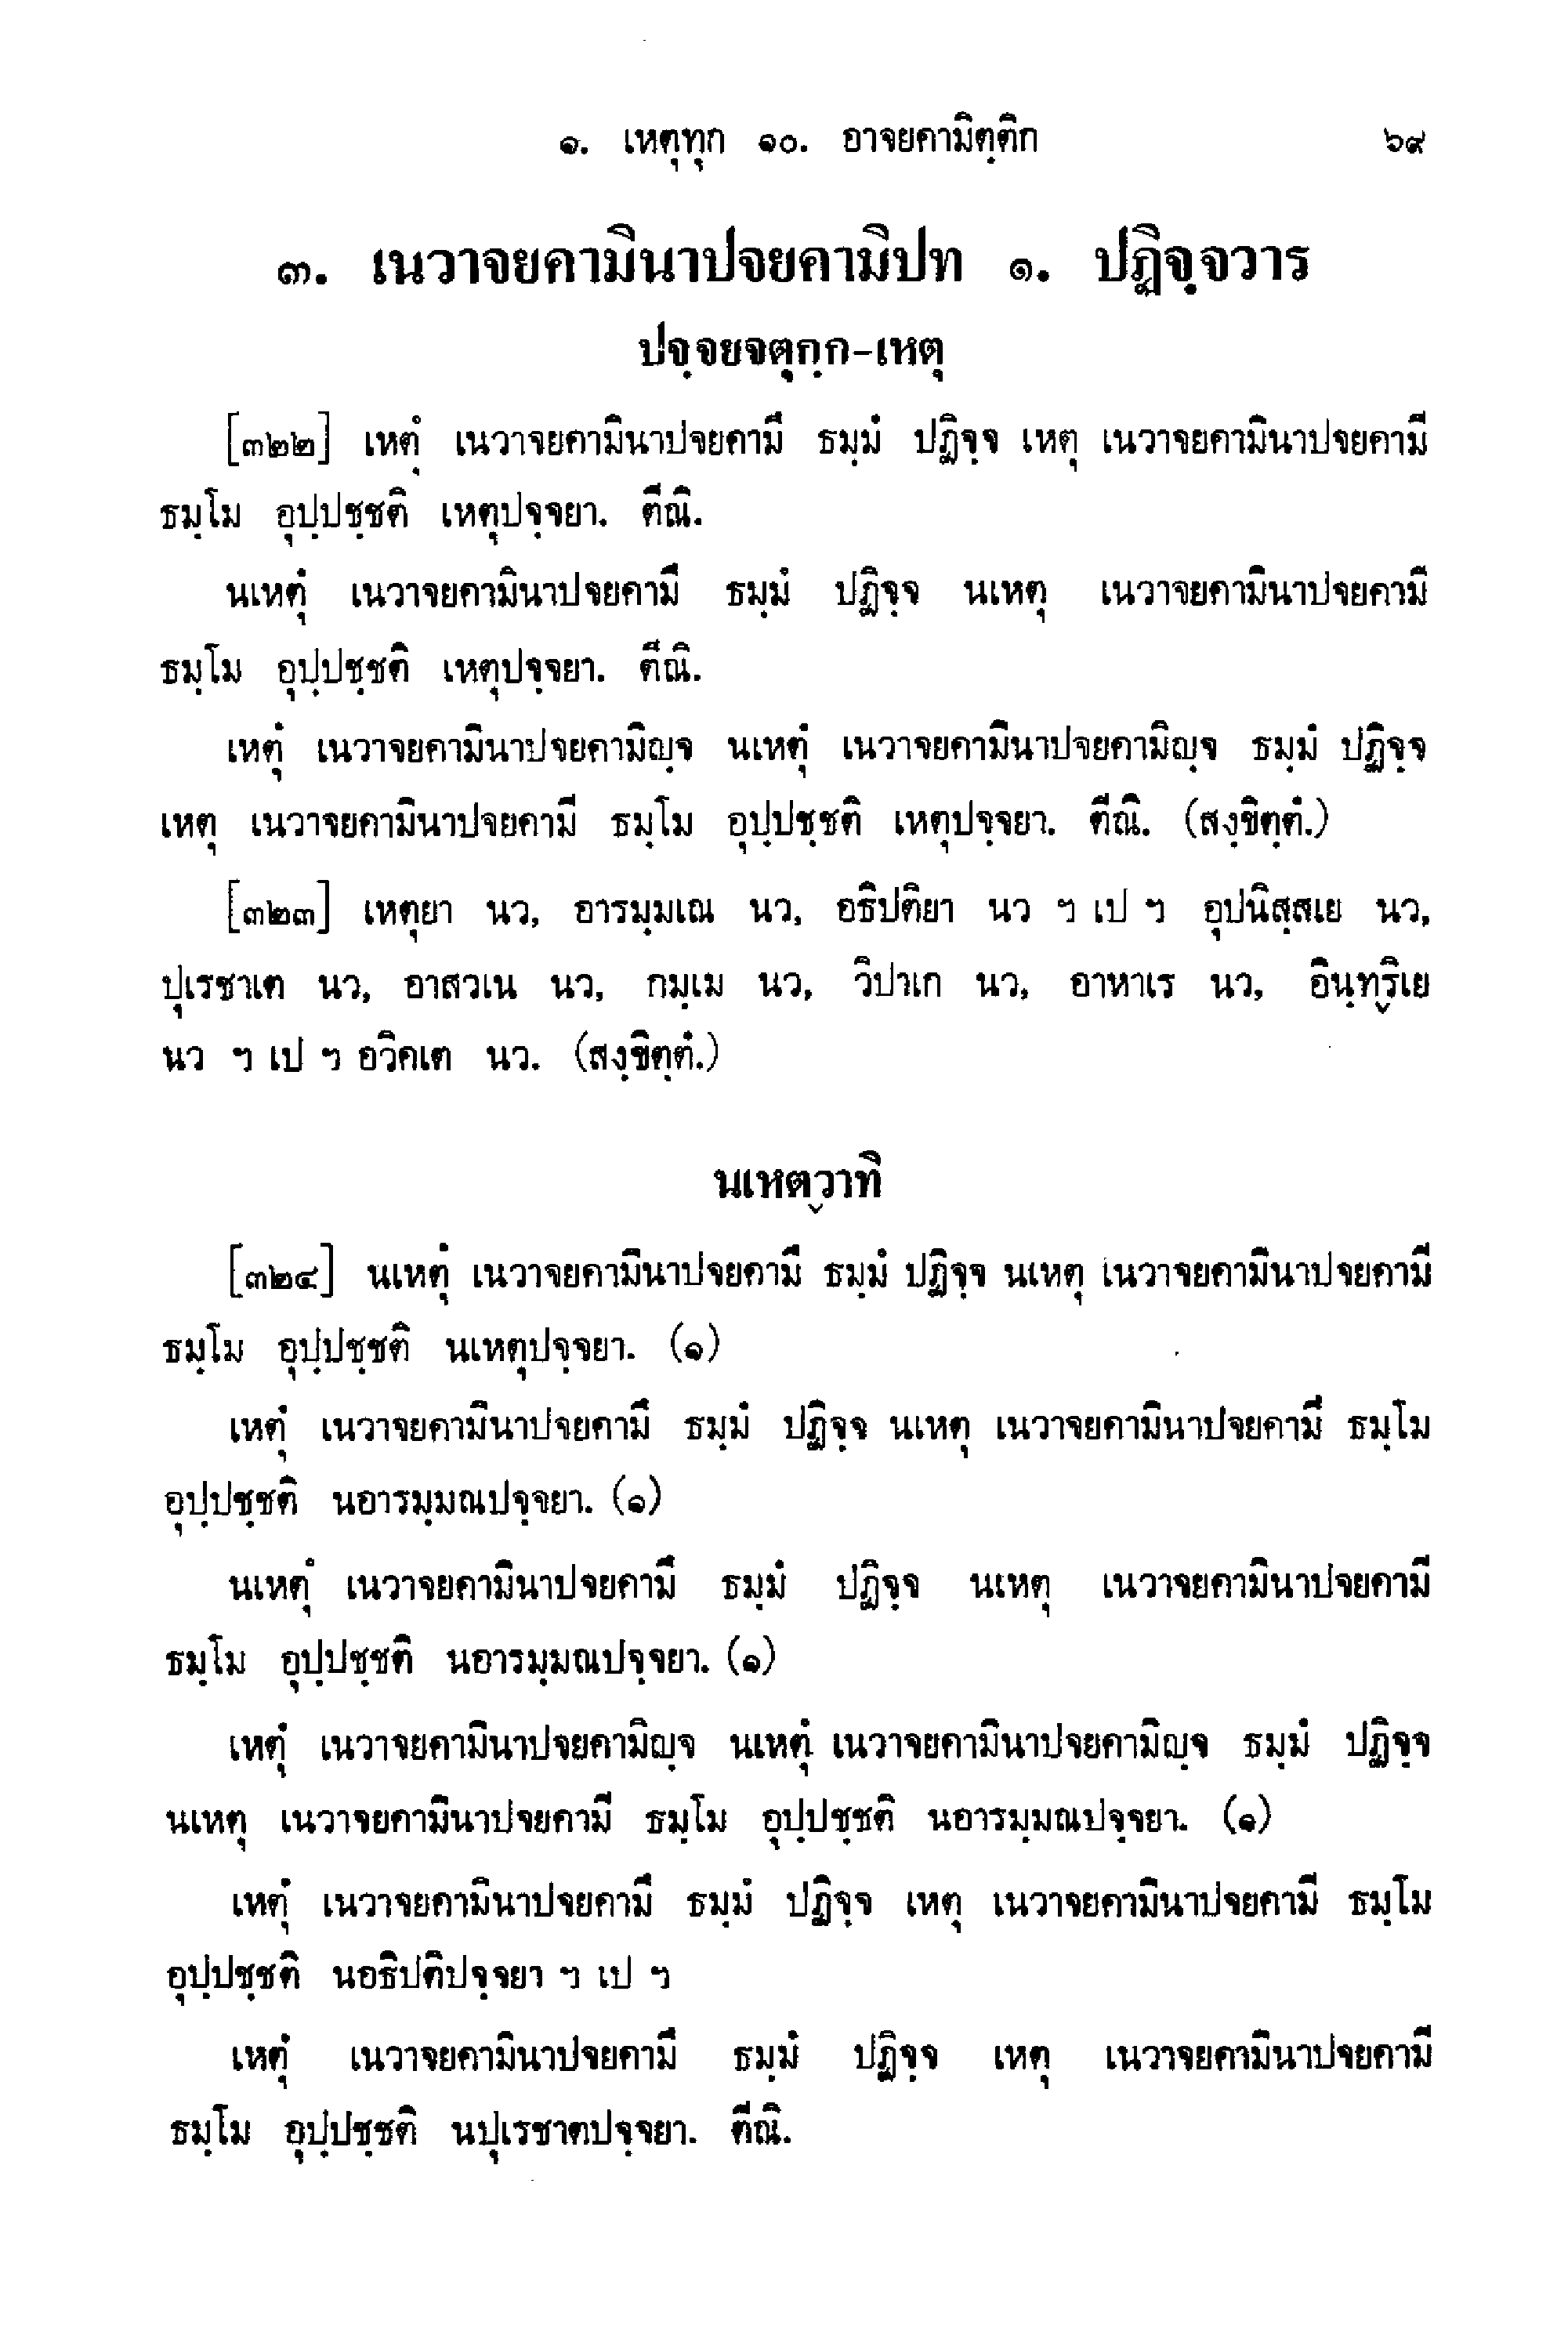 ๑. เหตุทุก ๑๐. อาจยคามิตฺติก ๖๙
๓. เนวาจยคามินาปจยคามิปท ๑. ปฏิจฺจวาร
ปจฺจยจตุกฺก-เหตุ
[๓๒๒] เหตุํ เนวาจยคามินาปจยคามึ ธมฺมํ ปฏิจฺจ เหตุ เนวาจยคามินาปจยคามี
ธมฺโม อุปฺปชฺชติ เหตุปจฺจยา. ตีณิ.
นเหตุํ เนวาจยคามินาปจยคามึ ธมฺมํ ปฏิจฺจ นเหตุ เนวาจยคามินาปจยคามี
ธมฺโม อุปฺปชฺชติ เหตุปจฺจยา. ตีณิ.
เหตุํ เนวาจยคามินาปจยคามิญฺจ นเหตุํ เนวาจยคามินาปจยคามิญฺจ ธมฺมํ ปฏิจฺจ
เหตุ เนวาจยคามินาปจยคามี ธมฺโม อุปฺปชฺชติ เหตุปจฺจยา. ตีณิ. (สงฺขิตฺตํ.)
[๓๒๓] เหตุยา นว, อารมฺมเณ นว, อธิปติยา นว ฯ เป ฯ อุปนิสฺสเย นว,
ปุเรชาเต นว, อาสวเน นว, กมฺเม นว, วิปาเก นว, อาหาเร นว, อินฺทฺริเย
นว ฯ เป ฯ อวิคเต นว. (สงฺขิตฺตํ.)
นเหตฺวาทิ
[๓๒๔] นเหตุํ เนวาจยคามินาปจยคามึ ธมฺมํ ปฏิจฺจ นเหตุ เนวาจยคามินาปจยคามี
ธมฺโม อุปฺปชฺชติ นเหตุปจฺจยา. (๑)
เหตุํ เนวาจยคามินาปจยคามึ ธมฺมํ ปฏิจฺจ นเหตุ เนวาจยคามินาปจยคามี ธมฺโม
อุปฺปชฺชติ นอารมฺมณปจฺจยา. (๑)
นเหตุํ เนวาจยคามินาปจยคามึ ธมฺมํ ปฏิจฺจ นเหตุ เนวาจยคามินาปจยคามี
ธมฺโม อุปฺปชฺชติ นอารมฺมณปจฺจยา. (๑)
เหตุํ เนวาจยคามินาปจยคามิญฺจ นเหตุํ เนวาจยคามินาปจยคามิญฺจ ธมฺมํ ปฏิจฺจ
นเหตุ เนวาจยคามินาปจยคามี ธมฺโม อุปฺปชฺชติ นอารมฺมณปจฺจยา. (๑)
เหตุํ เนวาจยคามินาปจยคามึ ธมฺมํ ปฏิจฺจ เหตุ เนวาจยคามินาปจยคามี ธมฺโม
อุปฺปชฺชติ นอธิปติปจฺจยา ฯ เป ฯ
เหตุํ เนวาจยคามินาปจยคามึ ธมฺมํ ปฏิจฺจ เหตุ เนวาจยคามินาปจยคามี
ธมฺโม อุปฺปชฺชติ นปุเรชาตปจฺจยา. ตีณิ.